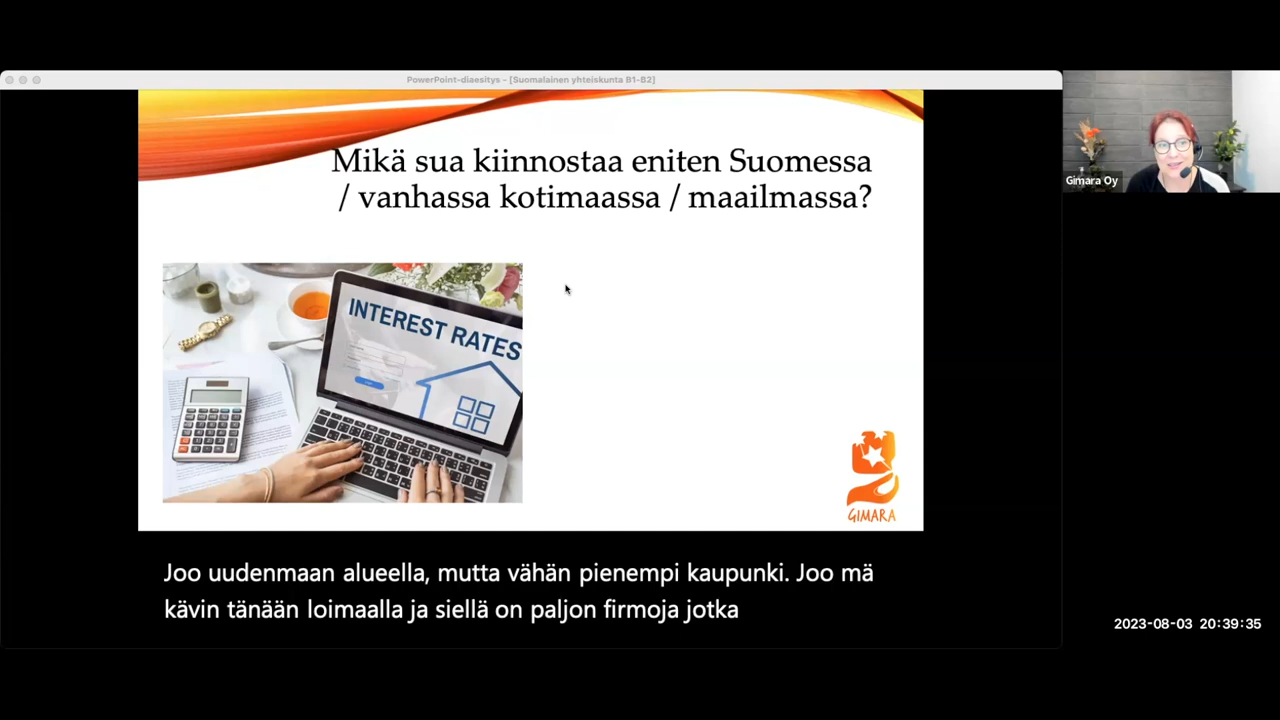 PowerPoint-diaesitys - [Suomalainen yhteiskunta B1-B2]
Mikä sua kiinnostaa eniten Suomessa
/ vanhassa kotimaassa / maailmassa?
INTEREST RATES
GIMARA
Gimara Oy
Joo uudenmaan alueella, mutta vähän pienempi kaupunki. Joo mä
kävin tänään loimaalla ja siellä on paljon firmoja jotka
2023-08-03 20:39:35